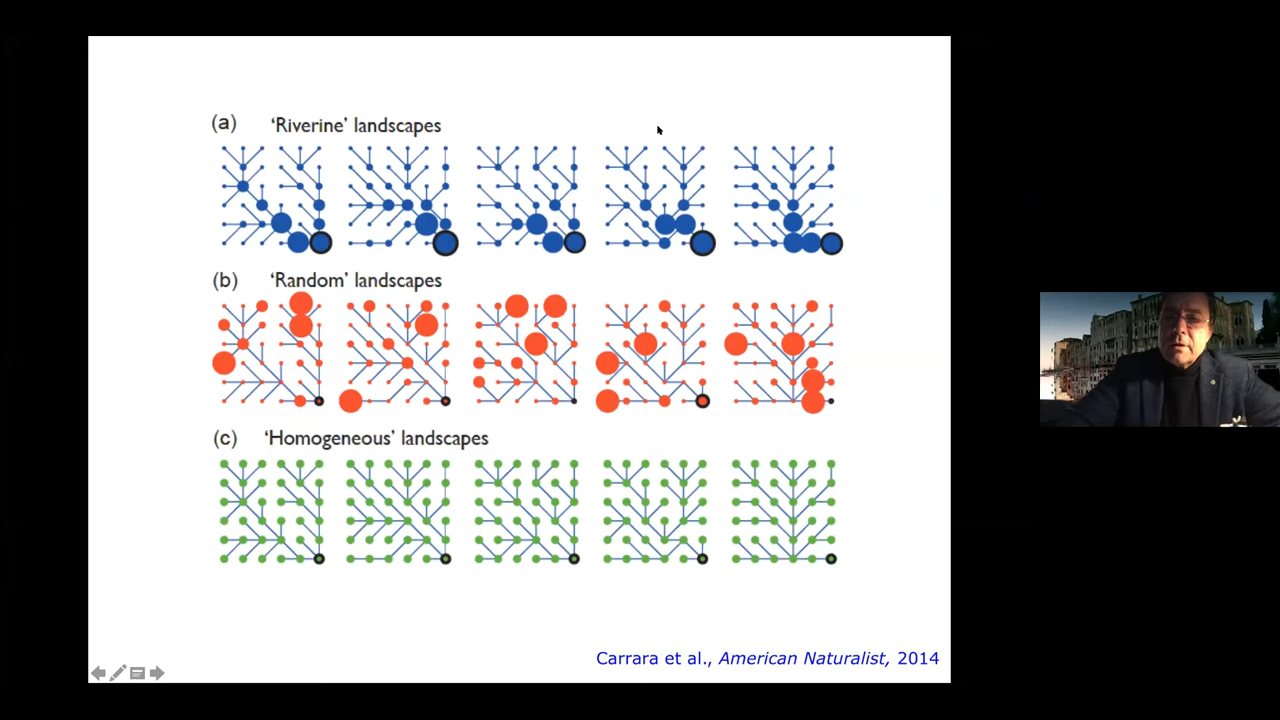 (a) 'Riverine' landscapes
(b) 'Random' landscapes
(c) 'Homogeneous' landscapes
Carrara et al., American Naturalist, 2014